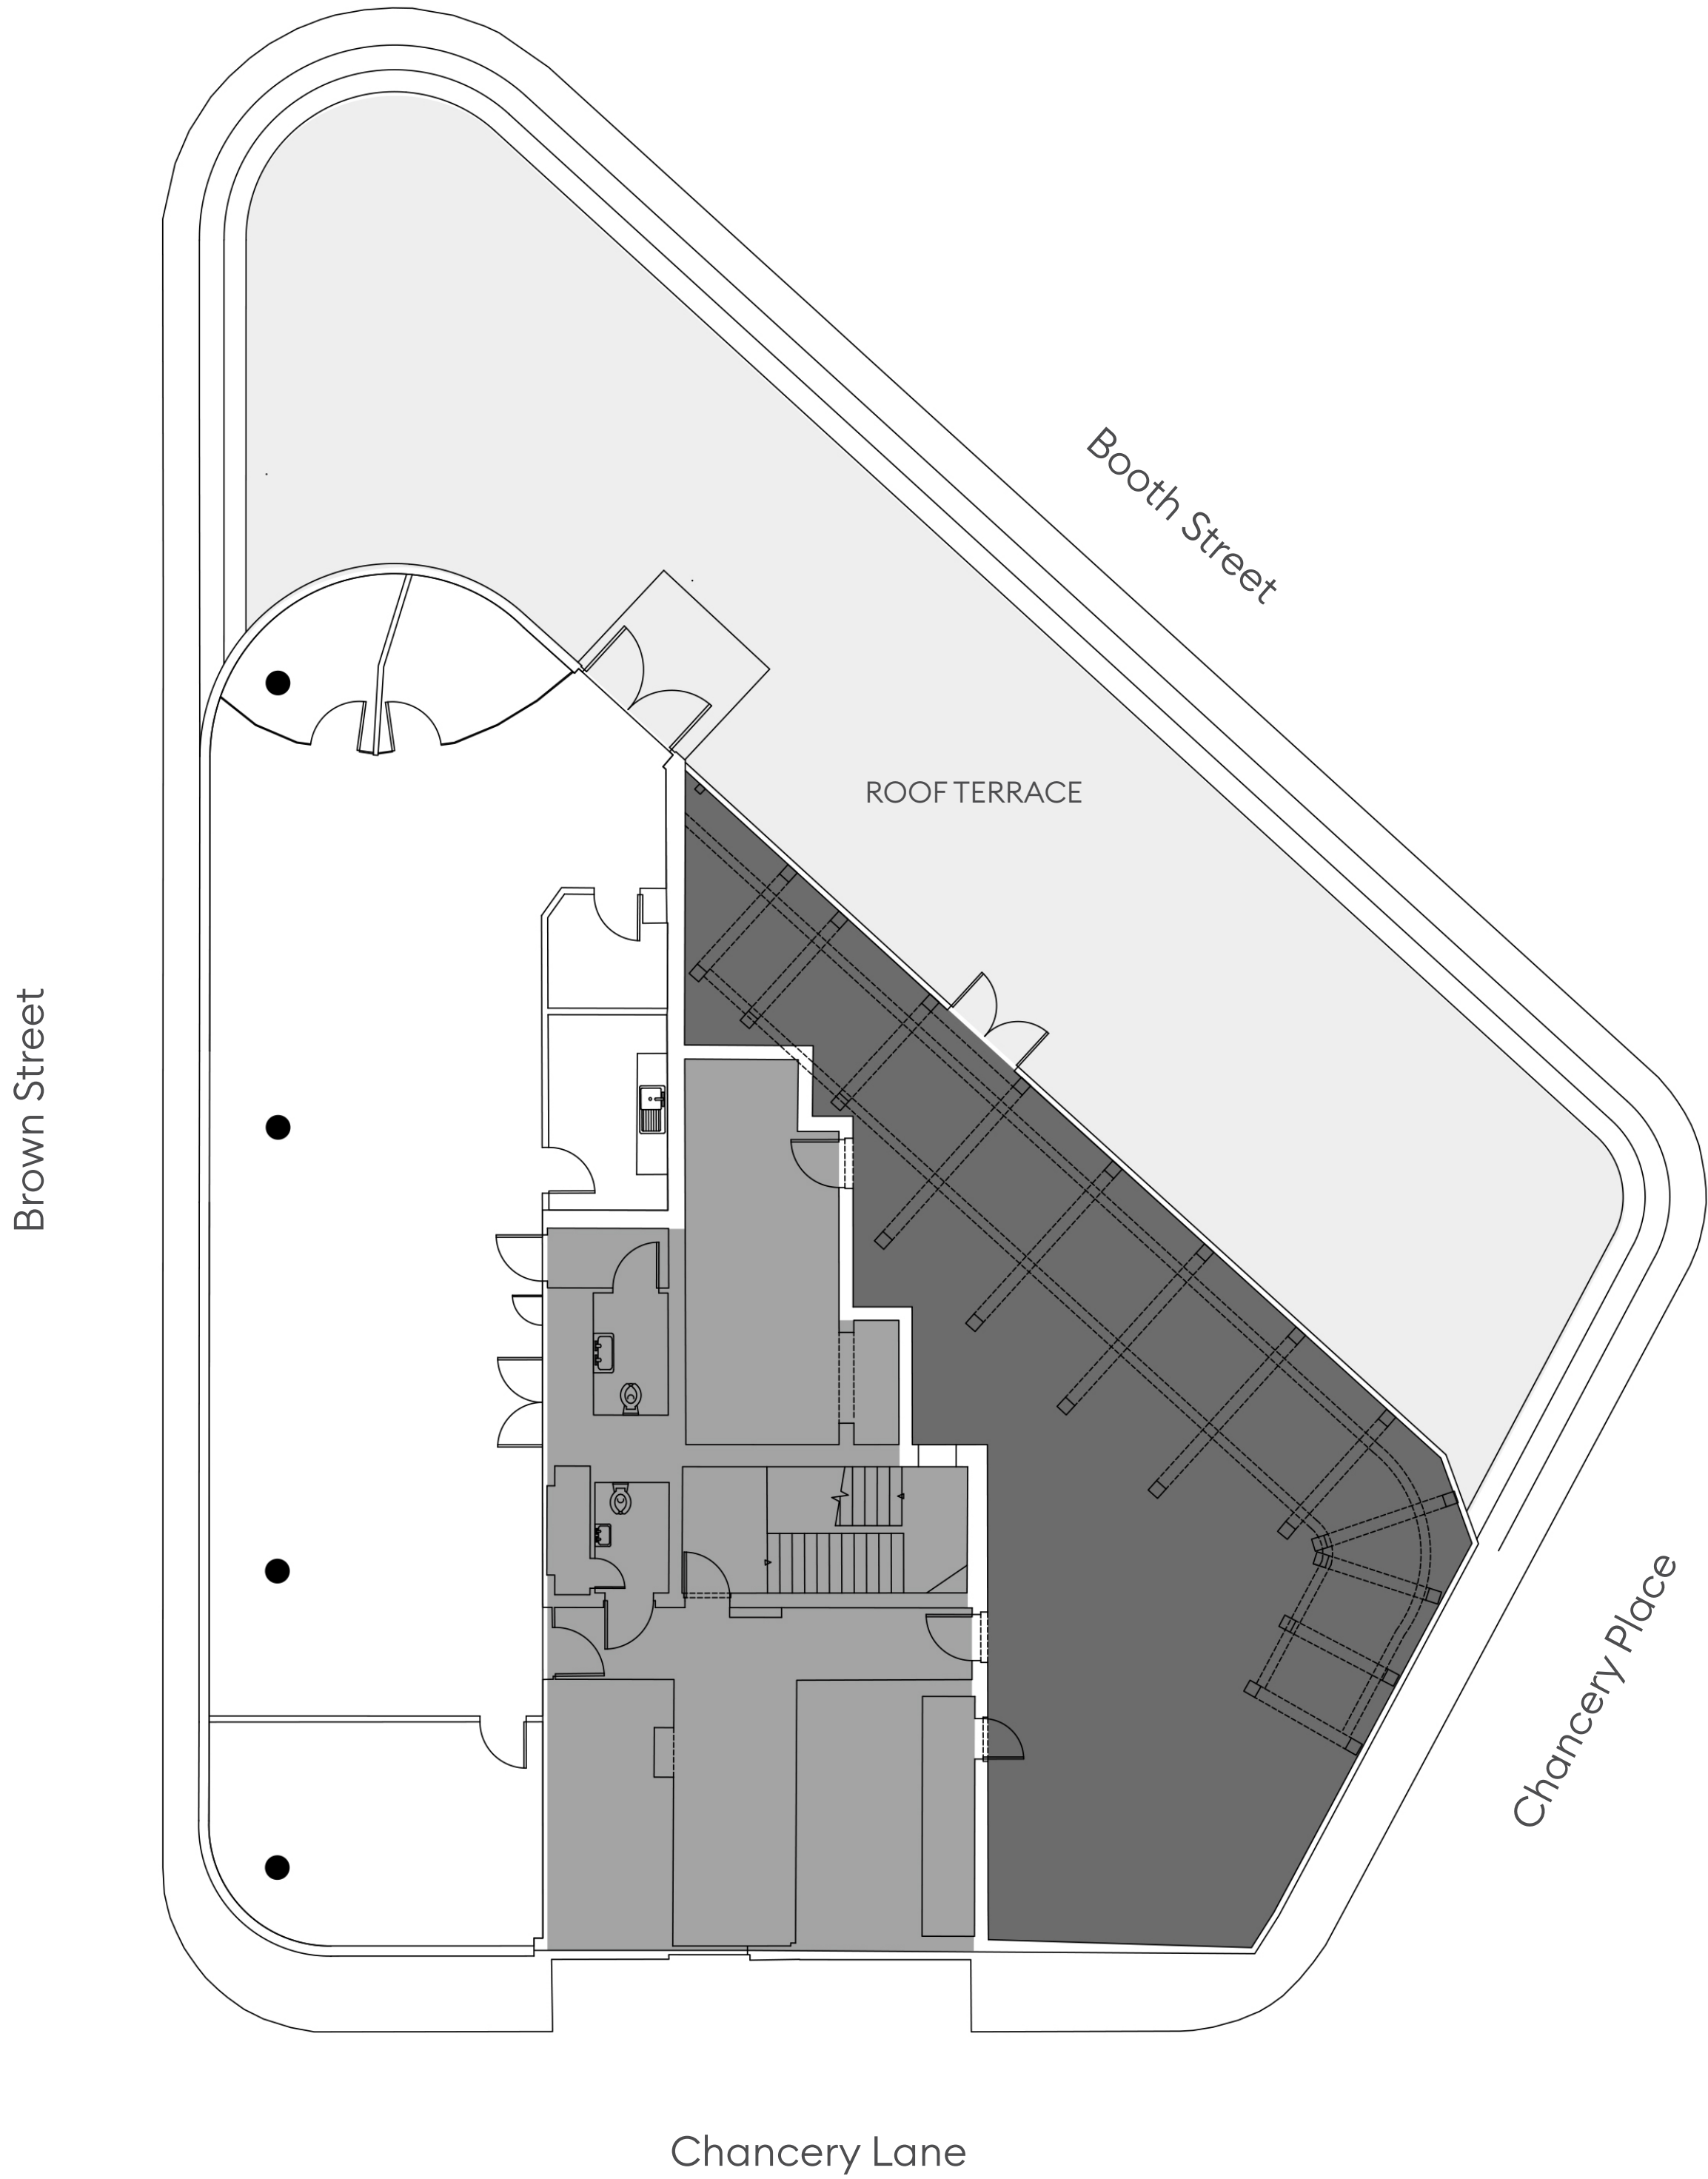 Booth Street
ROOF TERRACE
Brown Street
Chancery Place
Chancery Lane